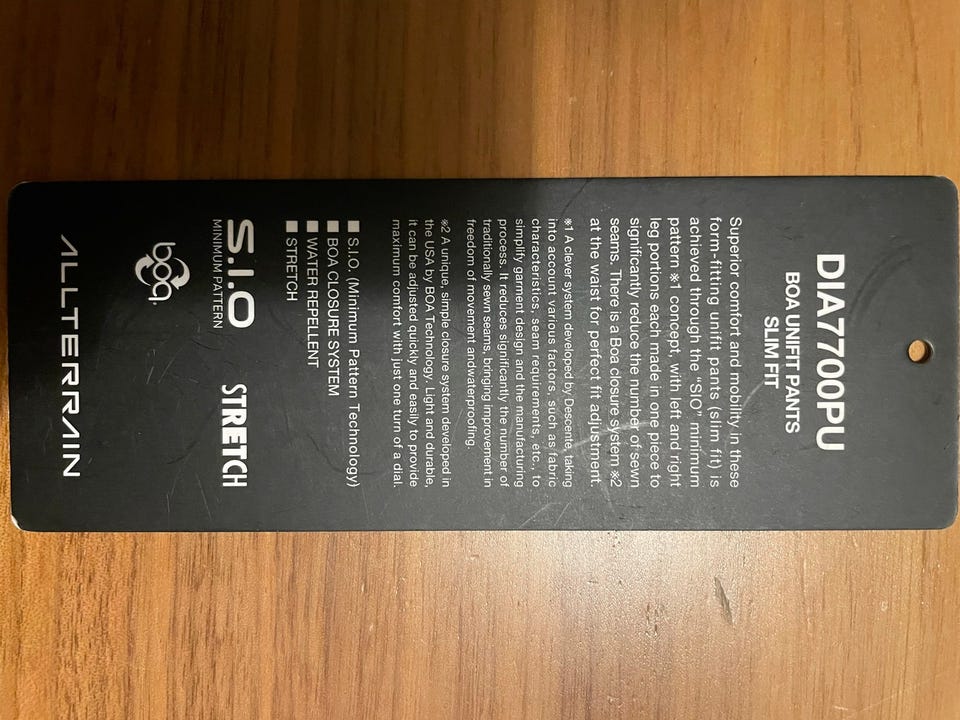 DIA7700PU
BOA UNIFIT PANTS
SLIM FIT
Superior comfort and mobility in these
form-fitting unifit pants (slim fit) is
achieved through the "SIO" minimum
pattern ※1 concept, with left and right
leg portions each made in one piece to
significantly reduce the number of sewn
seams. There is a Boa closure system ※2
at the waist for perfect fit adjustment.
※1 A clever system developed by Descente, taking
into account various factors, such as fabric
characteristics, seam requirements, etc., to
simplify garment design and the manufacturing
process. It reduces significantly the number of
traditionally sewn seams, bringing improvement in
freedom of movement andwaterproofing.
※2 A unique, simple closure system developed in
the USA by BOA Technology. Light and durable,
it can be adjusted quickly and easily to provide
maximum comfort with just one turn of a dial.
■ S.I.O. (Minimum Pattern Technology)
■ BOA CLOSURE SYSTEM
■ WATER REPELLENT
■ STRETCH
S.I.O STRETCH
MINIMUM PATTERN
boa
ALLTERRAIN